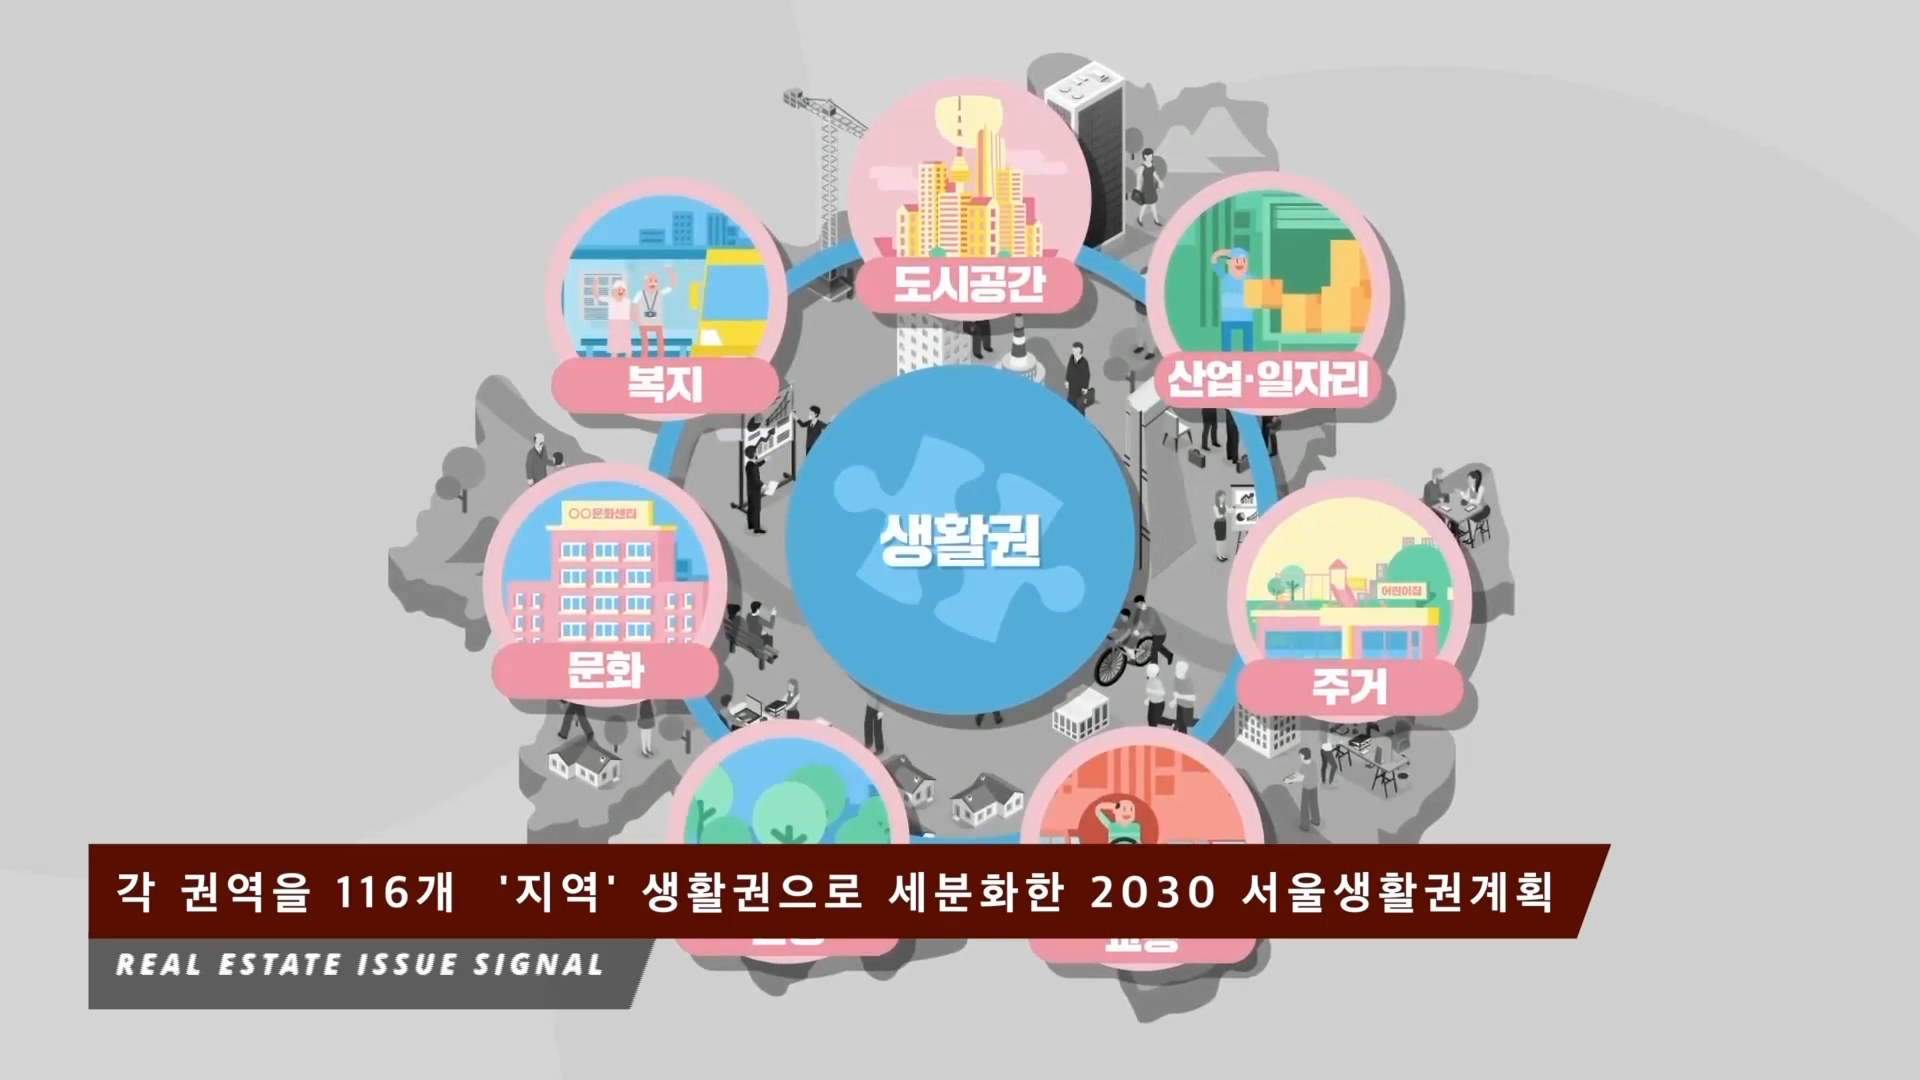 도시공간
복지
산업·일자리
생활권
○○문화센터
어린이집
문화
주거
각 권역을 116개 '지역' 생활권으로 세분화한 2030 서울생활권계획
REAL ESTATE ISSUE SIGNAL